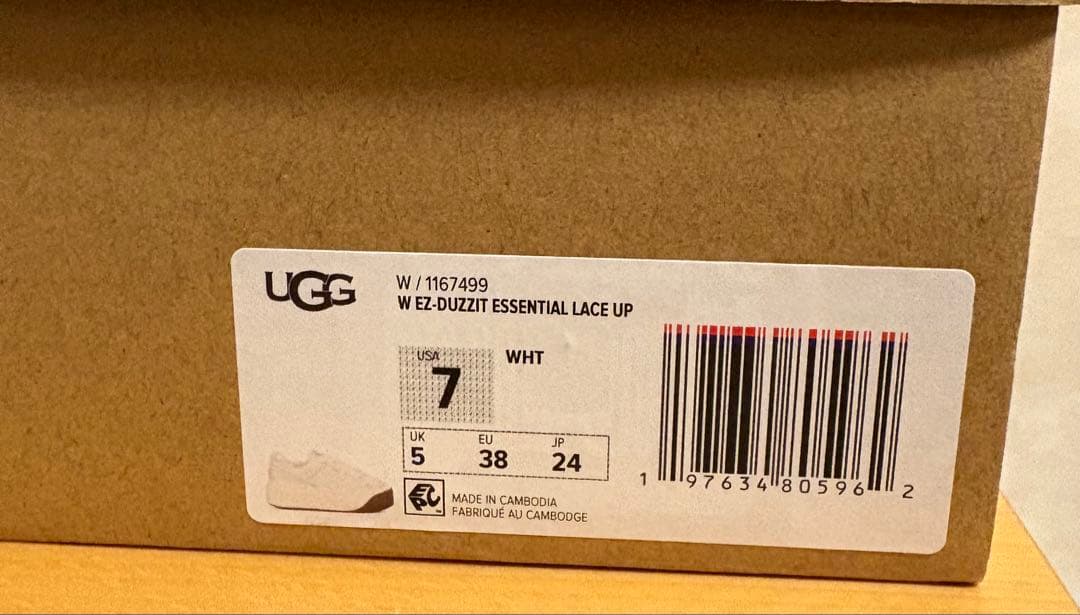 UGG
W / 1167499
W EZ-DUZZIT ESSENTIAL LACE UP
USA
7
WHT
UK EU JP
5 38 24
MADE IN CAMBODIA
FABRIQUÉ AU CAMBODGE
1 97634 80596 2